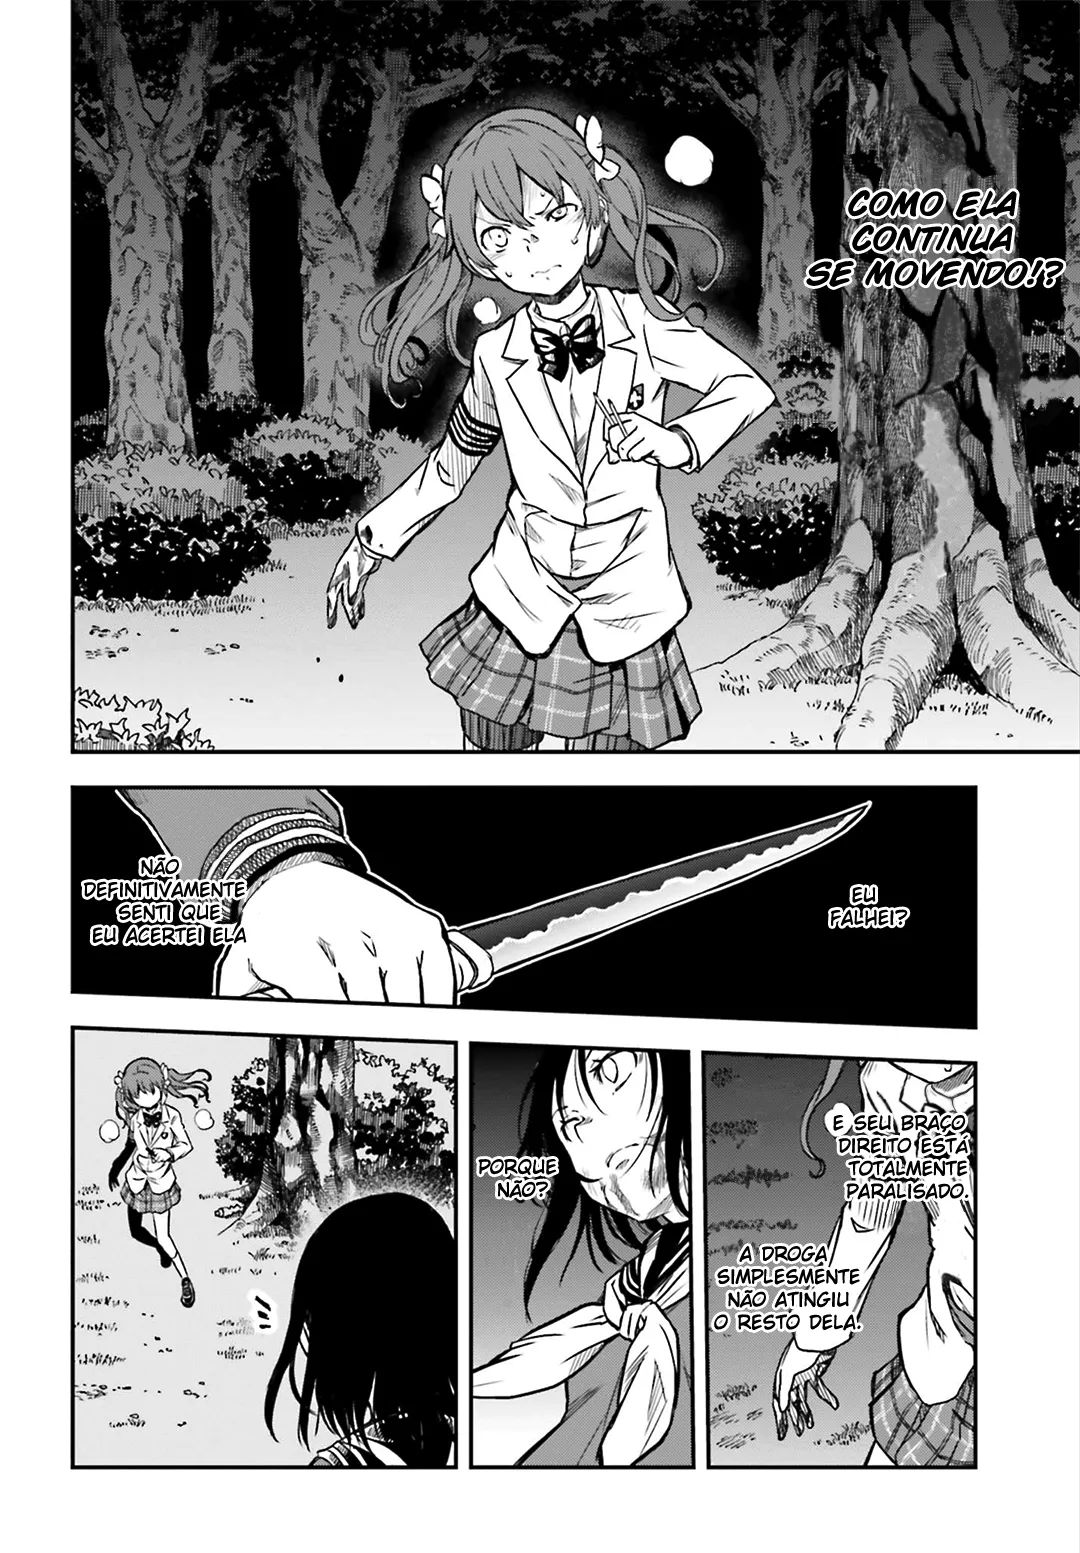 COMO ELA
CONTINUA
SE MOVENDO!?
EU
FALHEI?
NÃO,
DEFINITIVAMENTE
SENTI QUE
EU ACERTEI ELA
E SEU BRAÇO
DIREITO ESTÁ
TOTALMENTE
PARALISADO.
A DROGA
SIMPLESMENTE
NÃO ATINGIU
O RESTO DELA.
PORQUE
NÃO?